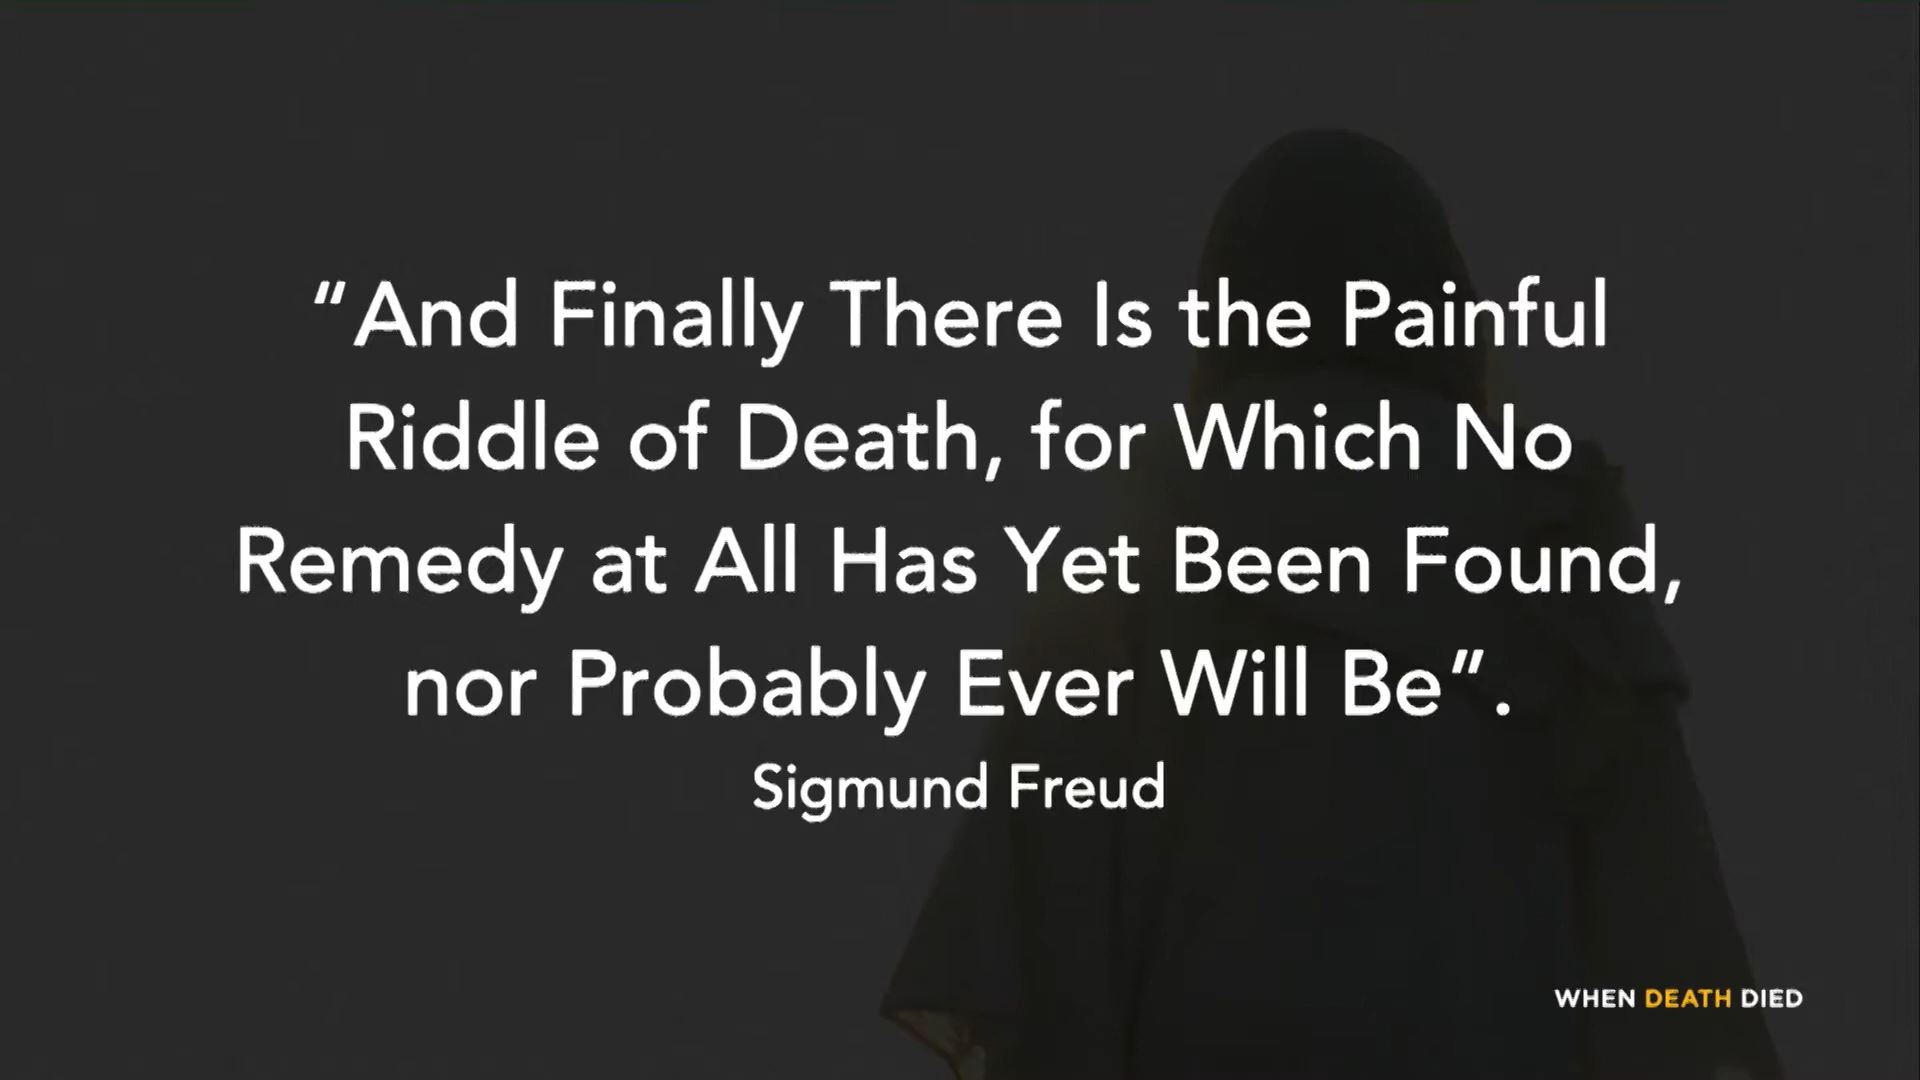 “And Finally There Is the Painful
Riddle of Death, for Which No
Remedy at All Has Yet Been Found,
nor Probably Ever Will Be”.
Sigmund Freud
WHEN DEATH DIED